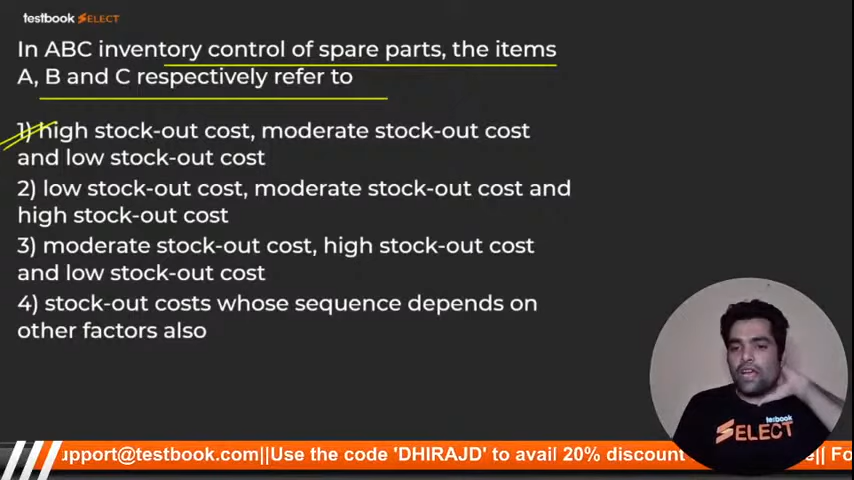 testbook SELECT
In ABC inventory control of spare parts, the items
A, B and C respectively refer to
1) high stock-out cost, moderate stock-out cost
and low stock-out cost
2) low stock-out cost, moderate stock-out cost and
high stock-out cost
3) moderate stock-out cost, high stock-out cost
and low stock-out cost
4) stock-out costs whose sequence depends on
other factors also
testbook
SELECT
upport@testbook.com||Use the code 'DHIRAJD' to avail 20% discount || Fo